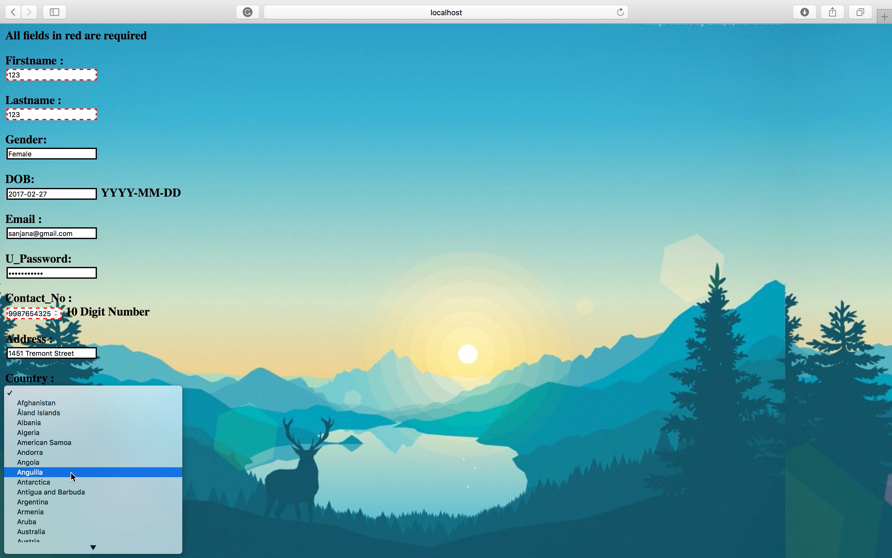 localhost
All fields in red are required
Firstname :
123
Lastname :
123
Gender:
Female
DOB:
2017-02-27 YYYY-MM-DD
Email :
sanjana@gmail.com
U_Password:
•••••••••••
Contact_No :
9987654325 10 Digit Number
Address :
1451 Tremont Street
Country :
Afghanistan
Åland Islands
Albania
Algeria
American Samoa
Andorra
Angola
Anguilla
Antarctica
Antigua and Barbuda
Argentina
Armenia
Aruba
Australia
Austria